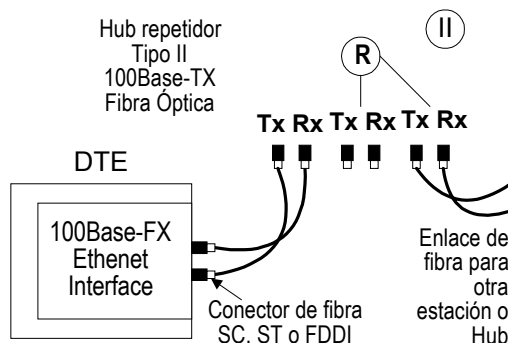 Hub repetidor
Tipo II
100Base-TX
Fibra Óptica
II
R
Tx Rx Tx Rx Tx Rx
DTE
100Base-FX
Ethenet
Interface
Conector de fibra
SC, ST o FDDI
Enlace de
fibra para
otra
estación o
Hub